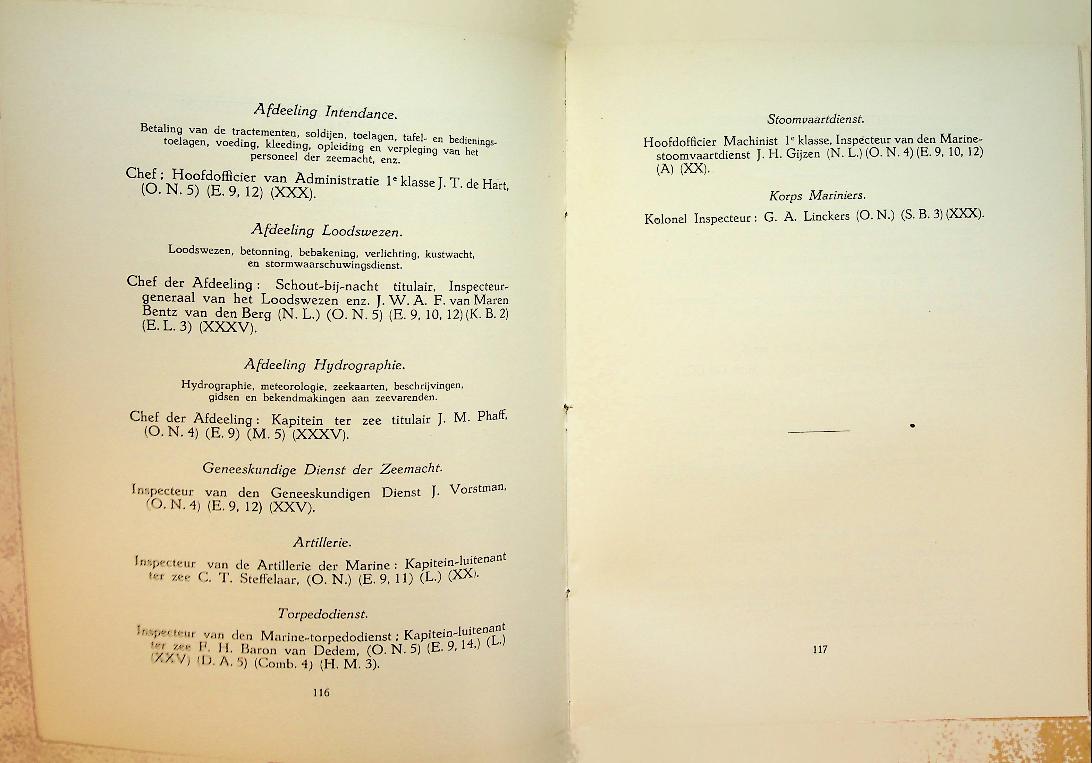 Afdeeling Intendance.
Betaling van de tractementen, soldijen, toelagen, tafel- en bedienings-
toelagen, voeding, kleeding, opleiding en verpleging van het
personeel der zeemacht, enz.
Chef: Hoofdofficier van Administratie 1e klasse J. T. de Hart,
(O. N. 5) (E. 9, 12) (XXX).
Afdeeling Loodswezen.
Loodswezen, betonning, bebakening, verlichting, kustwacht,
en stormwaarschuwingsdienst.
Chef der Afdeeling: Schout-bij-nacht titulair, Inspecteur-
generaal van het Loodswezen enz. J. W. A. F. van Maren
Bentz van den Berg (N. L.) (O. N. 5) (E. 9, 10, 12) (K. B. 2)
(E. L. 3) (XXXV).
Afdeeling Hydrographie.
Hydrographie, meteorologie, zeekaarten, beschrijvingen,
gidsen en bekendmakingen aan zeevarenden.
Chef der Afdeeling: Kapitein ter zee titulair J. M. Phaff,
(O. N. 4) (E. 9) (M. 5) (XXXV).
Geneeskundige Dienst der Zeemacht.
Inspecteur van den Geneeskundigen Dienst J. Vorstman,
(O. N. 4) (E. 9, 12) (XXV).
Artillerie.
Inspecteur van de Artillerie der Marine: Kapitein-luitenant
ter zee C. T. Steffelaar, (O. N.) (E. 9, 11) (L.) (XX).
Torpedodienst.
Inspecteur van den Marine-torpedodienst; Kapitein-luitenant
ter zee F. H. Baron van Dedem, (O. N. 5) (E. 9, 14.) (L.)
(XXV) (D. A. 5) (Comb. 4) (H. M. 3).
116
Stoomvaartdienst.
Hoofdofficier Machinist 1e klasse, Inspecteur van den Marine-
stoomvaartdienst J. H. Gijzen (N. L.) (O. N. 4) (E. 9, 10, 12)
(A) (XX).
Korps Mariniers.
Kolonel Inspecteur: G. A. Linckers (O. N.) (S. B. 3) (XXX).
117